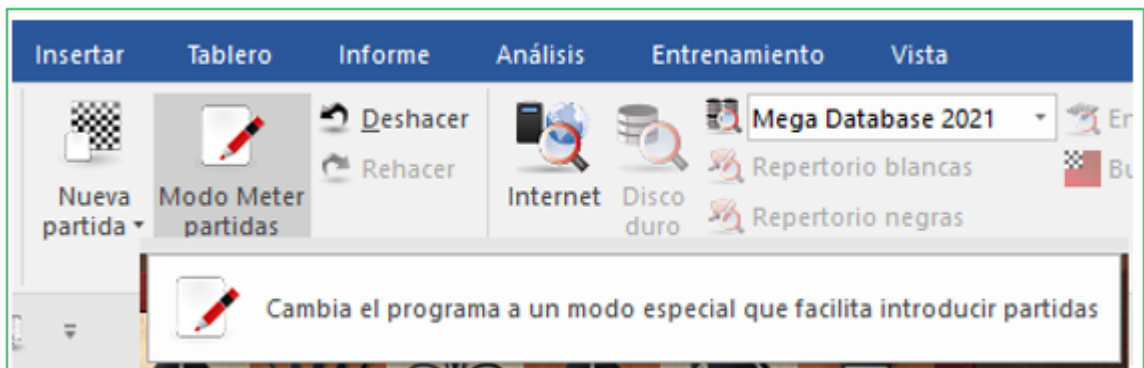 Insertar Tablero Informe Análisis Entrenamiento Vista
Nueva
partida
Modo Meter
partidas
Deshacer
Rehacer
Internet
Disco
duro
Mega Database 2021
Repertorio blancas
Repertorio negras
Cambia el programa a un modo especial que facilita introducir partidas